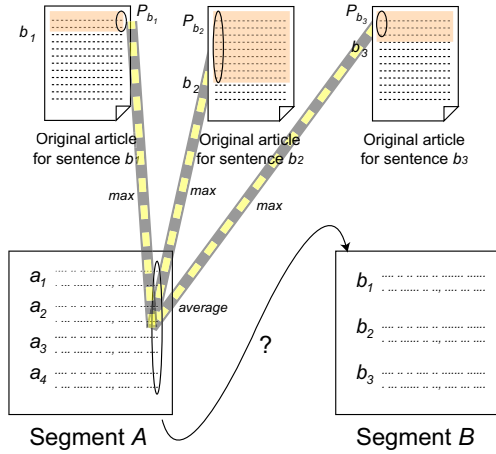 P_{b_1}
b_1
P_{b_2}
b_2
P_{b_3}
b_3
Original article
for sentence b_1
Original article
for sentence b_2
Original article
for sentence b_3
max
max
max
average
a_1
a_2
a_3
a_4
?
b_1
b_2
b_3
Segment A
Segment B